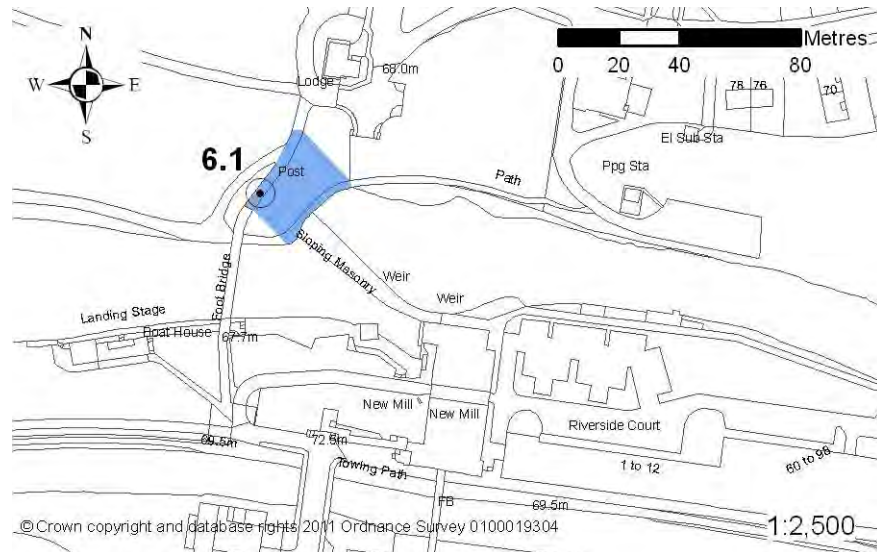 N
W E
S
Metres
0 20 40 80
Lodge
68.0m
78 76
70
El Sub Sta
Ppg Sta
6.1
Post
Path
Sloping Masonry
Weir
Weir
Foot Bridge
Landing Stage
Boat House
67.7m
New Mill
New Mill
Riverside Court
69.5m
72.5m
Towing Path
1 to 12
60 to 98
FB
69.5m
© Crown copyright and database rights 2011 Ordnance Survey 0100019304
1:2,500